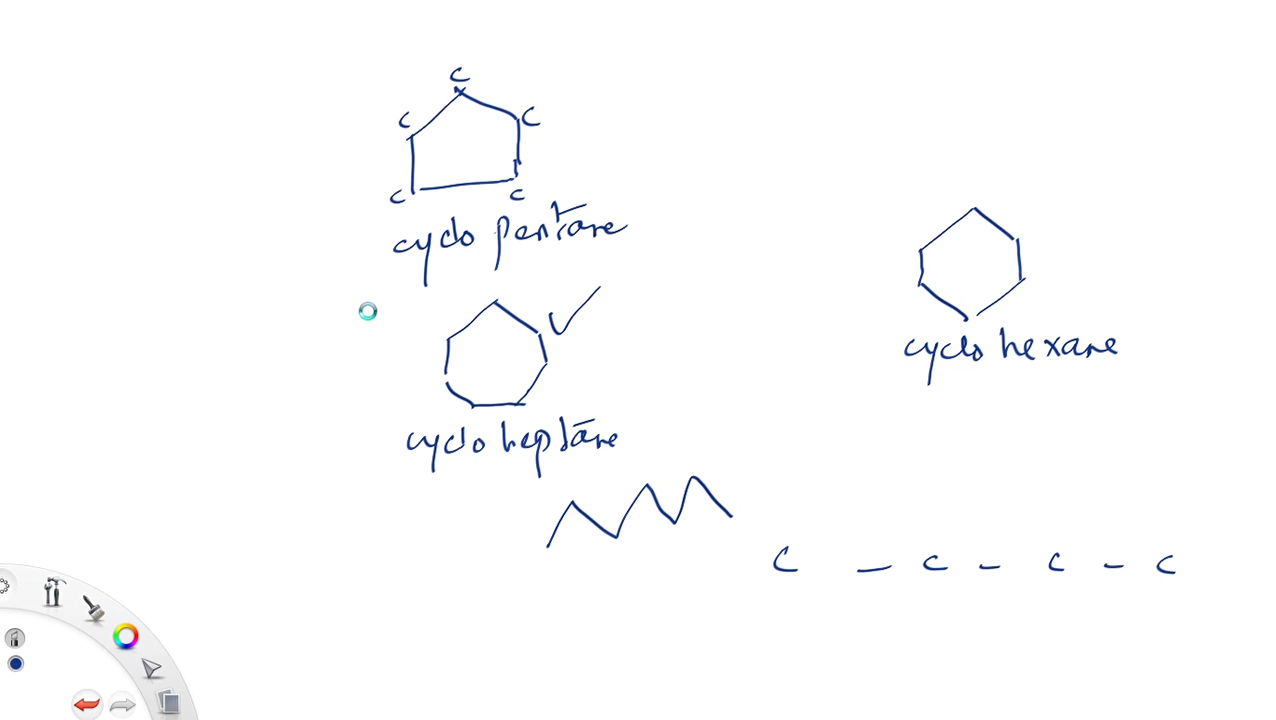 C
C C
C C
cyclo pentane
cyclo heptane
cyclo hexane
C - C - C - C